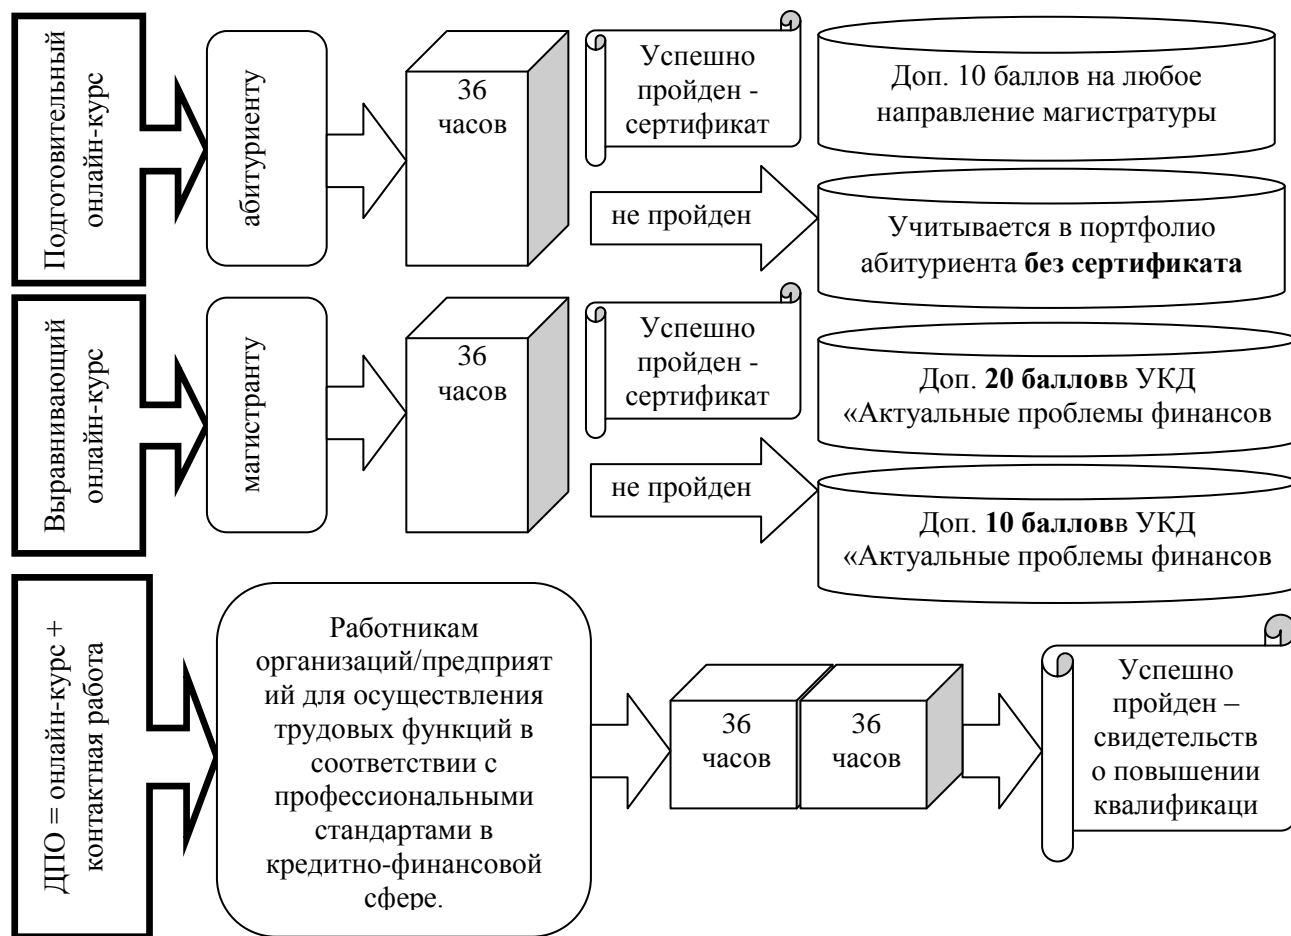 Подготовительный
онлайн-курс
абитуриенту
36
часов
Успешно
пройден -
сертификат
Доп. 10 баллов на любое
направление магистратуры
не пройден
Учитывается в портфолио
абитуриента без сертификата
Выравнивающий
онлайн-курс
магистранту
36
часов
Успешно
пройден -
сертификат
Доп. 20 балловв УКД
«Актуальные проблемы финансов
не пройден
Доп. 10 балловв УКД
«Актуальные проблемы финансов
ДПО = онлайн-курс +
контактная работа
Работникам
организаций/предприят
ий для осуществления
трудовых функций в
соответствии с
профессиональными
стандартами в
кредитно-финансовой
сфере.
36
часов
36
часов
Успешно
пройден –
свидетельств
о повышении
квалификаци